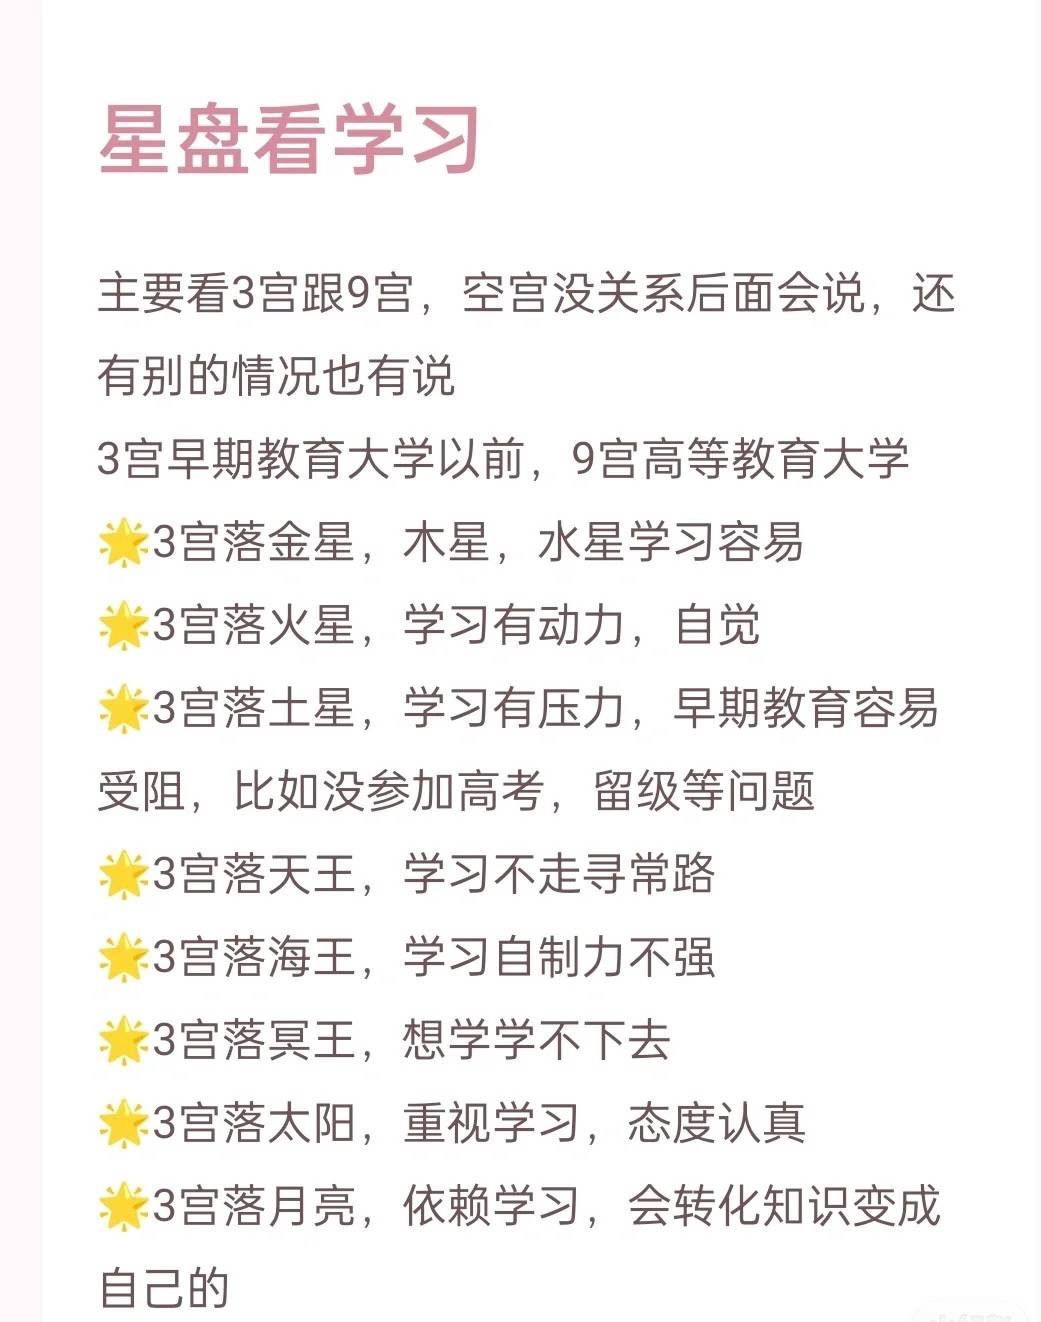 星盘看学习
主要看3宫跟9宫，空宫没关系后面会说，还
有别的情况也有说
3宫早期教育大学以前，9宫高等教育大学
🌟3宫落金星，木星，水星学习容易
🌟3宫落火星，学习有动力，自觉
🌟3宫落土星，学习有压力，早期教育容易
受阻，比如没参加高考，留级等问题
🌟3宫落天王，学习不走寻常路
🌟3宫落海王，学习自制力不强
🌟3宫落冥王，想学学不下去
🌟3宫落太阳，重视学习，态度认真
🌟3宫落月亮，依赖学习，会转化知识变成
自己的